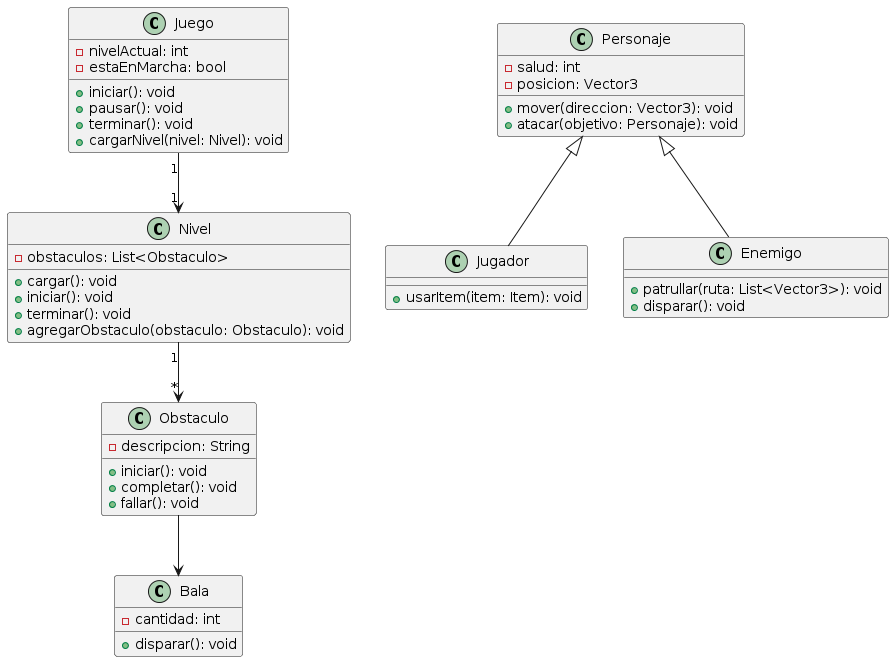 C Juego
nivelActual: int
estaEnMarcha: bool
iniciar(): void
pausar(): void
terminar(): void
cargarNivel(nivel: Nivel): void
1
1
C Nivel
obstaculos: List<Obstaculo>
cargar(): void
iniciar(): void
terminar(): void
agregarObstaculo(obstaculo: Obstaculo): void
1
*
C Obstaculo
descripcion: String
iniciar(): void
completar(): void
fallar(): void
C Bala
cantidad: int
disparar(): void
C Personaje
salud: int
posicion: Vector3
mover(direccion: Vector3): void
atacar(objetivo: Personaje): void
C Jugador
usarItem(item: Item): void
C Enemigo
patrullar(ruta: List<Vector3>): void
disparar(): void